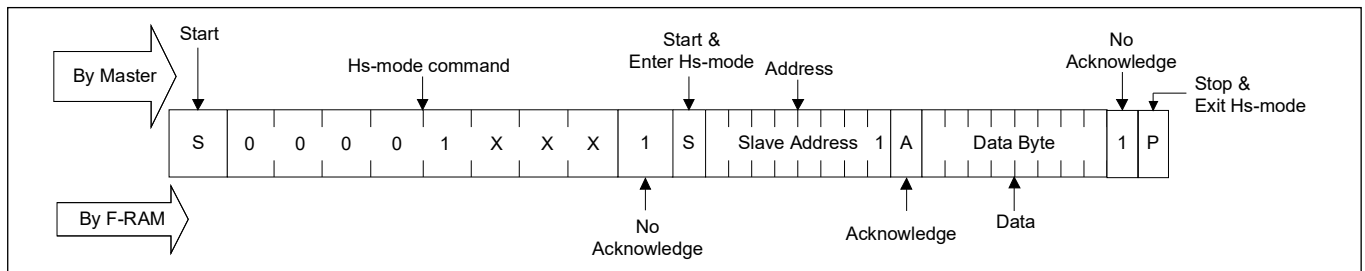 By Master
Start
Hs-mode command
Start &
Enter Hs-mode
Address
No
Acknowledge
Stop &
Exit Hs-mode
S 0 0 0 0 1 X X X 1 S Slave Address 1 A Data Byte 1 P
By F-RAM
No
Acknowledge
Acknowledge
Data